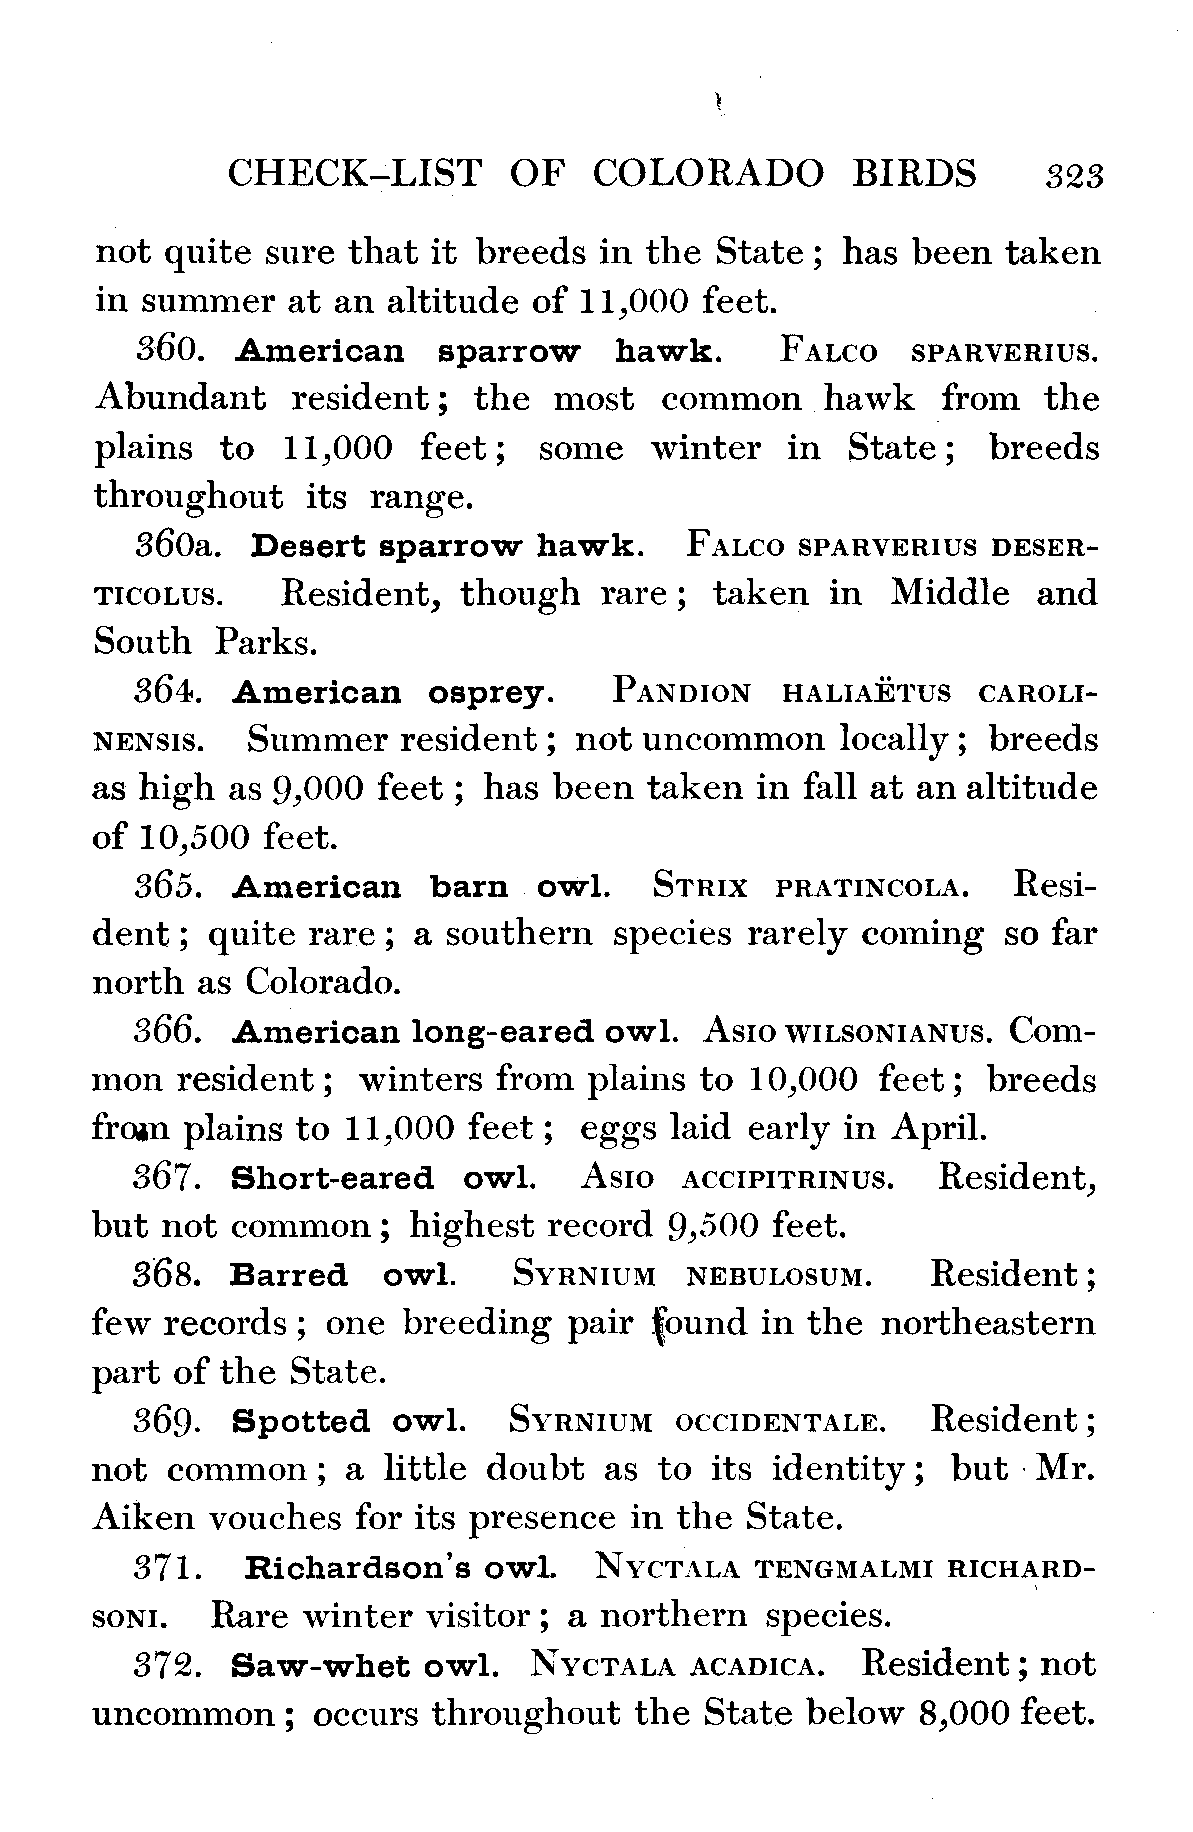 CHECK-LIST OF COLORADO BIRDS 323
not quite sure that it breeds in the State; has been taken
in summer at an altitude of 11,000 feet.
360. American sparrow hawk. FALCO SPARVERIUS.
Abundant resident; the most common hawk from the
plains to 11,000 feet; some winter in State; breeds
throughout its range.
360a. Desert sparrow hawk. FALCO SPARVERIUS DESER-
TICOLUS. Resident, though rare; taken in Middle and
South Parks.
364. American osprey. PANDION HALIAËTUS CAROLI-
NENSIS. Summer resident; not uncommon locally; breeds
as high as 9,000 feet; has been taken in fall at an altitude
of 10,500 feet.
365. American barn owl. STRIX PRATINCOLA. Resi-
dent; quite rare; a southern species rarely coming so far
north as Colorado.
366. American long-eared owl. ASIO WILSONIANUS. Com-
mon resident; winters from plains to 10,000 feet; breeds
from plains to 11,000 feet; eggs laid early in April.
367. Short-eared owl. ASIO ACCIPITRINUS. Resident,
but not common; highest record 9,500 feet.
368. Barred owl. SYRNIUM NEBULOSUM. Resident;
few records; one breeding pair found in the northeastern
part of the State.
369. Spotted owl. SYRNIUM OCCIDENTALE. Resident;
not common; a little doubt as to its identity; but Mr.
Aiken vouches for its presence in the State.
371. Richardson's owl. NYCTALA TENGMALMI RICHARD-
SONI. Rare winter visitor; a northern species.
372. Saw-whet owl. NYCTALA ACADICA. Resident; not
uncommon; occurs throughout the State below 8,000 feet.